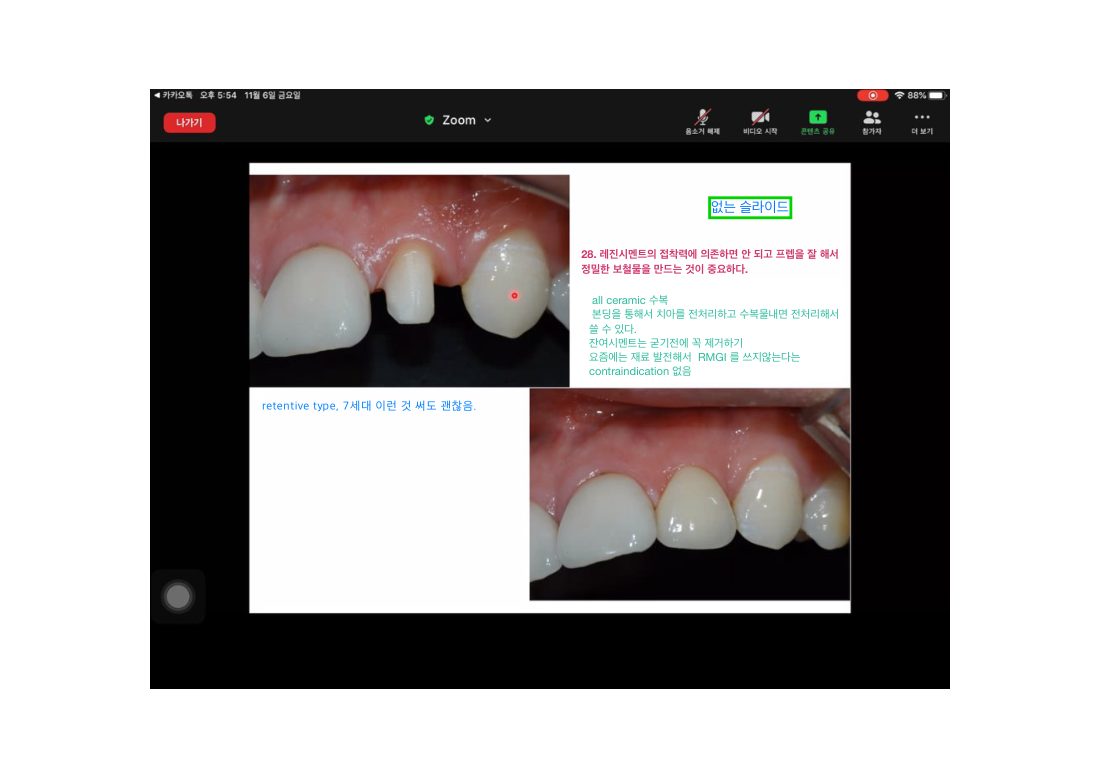 ◀ 카카오톡 오후 5:54 11월 6일 금요일
88%
나가기
Zoom
음소거 해제
비디오 시작
콘텐츠 공유
참가자
더 보기
없는 슬라이드
28. 레진시멘트의 접착력에 의존하면 안 되고 프렙을 잘 해서
정밀한 보철물을 만드는 것이 중요하다.
all ceramic 수복
본딩을 통해서 치아를 전처리하고 수복물내면 전처리해서
쓸 수 있다.
잔여시멘트는 굳기전에 꼭 제거하기
요즘에는 재료 발전해서 RMGI 를 쓰지않는다는
contraindication 없음
retentive type, 7세대 이런 것 써도 괜찮음.